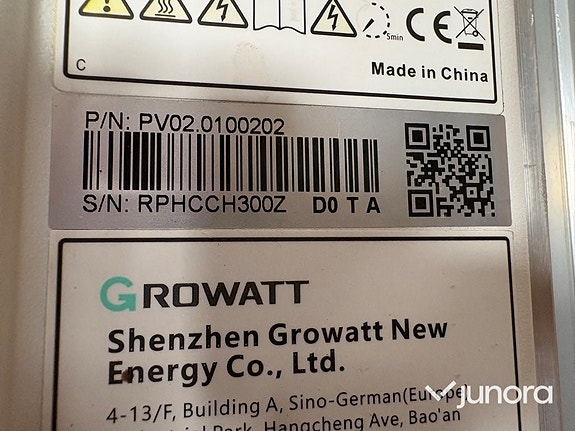 5min
C
Made in China
P/N: PV02.0100202
S/N: RPHCCH300Z D0 T A
GROWATT
Shenzhen Growatt New
Energy Co., Ltd.
4-13/F, Building A, Sino-German(Europe)
Park, Hangcheng Ave, Bao'an
junora